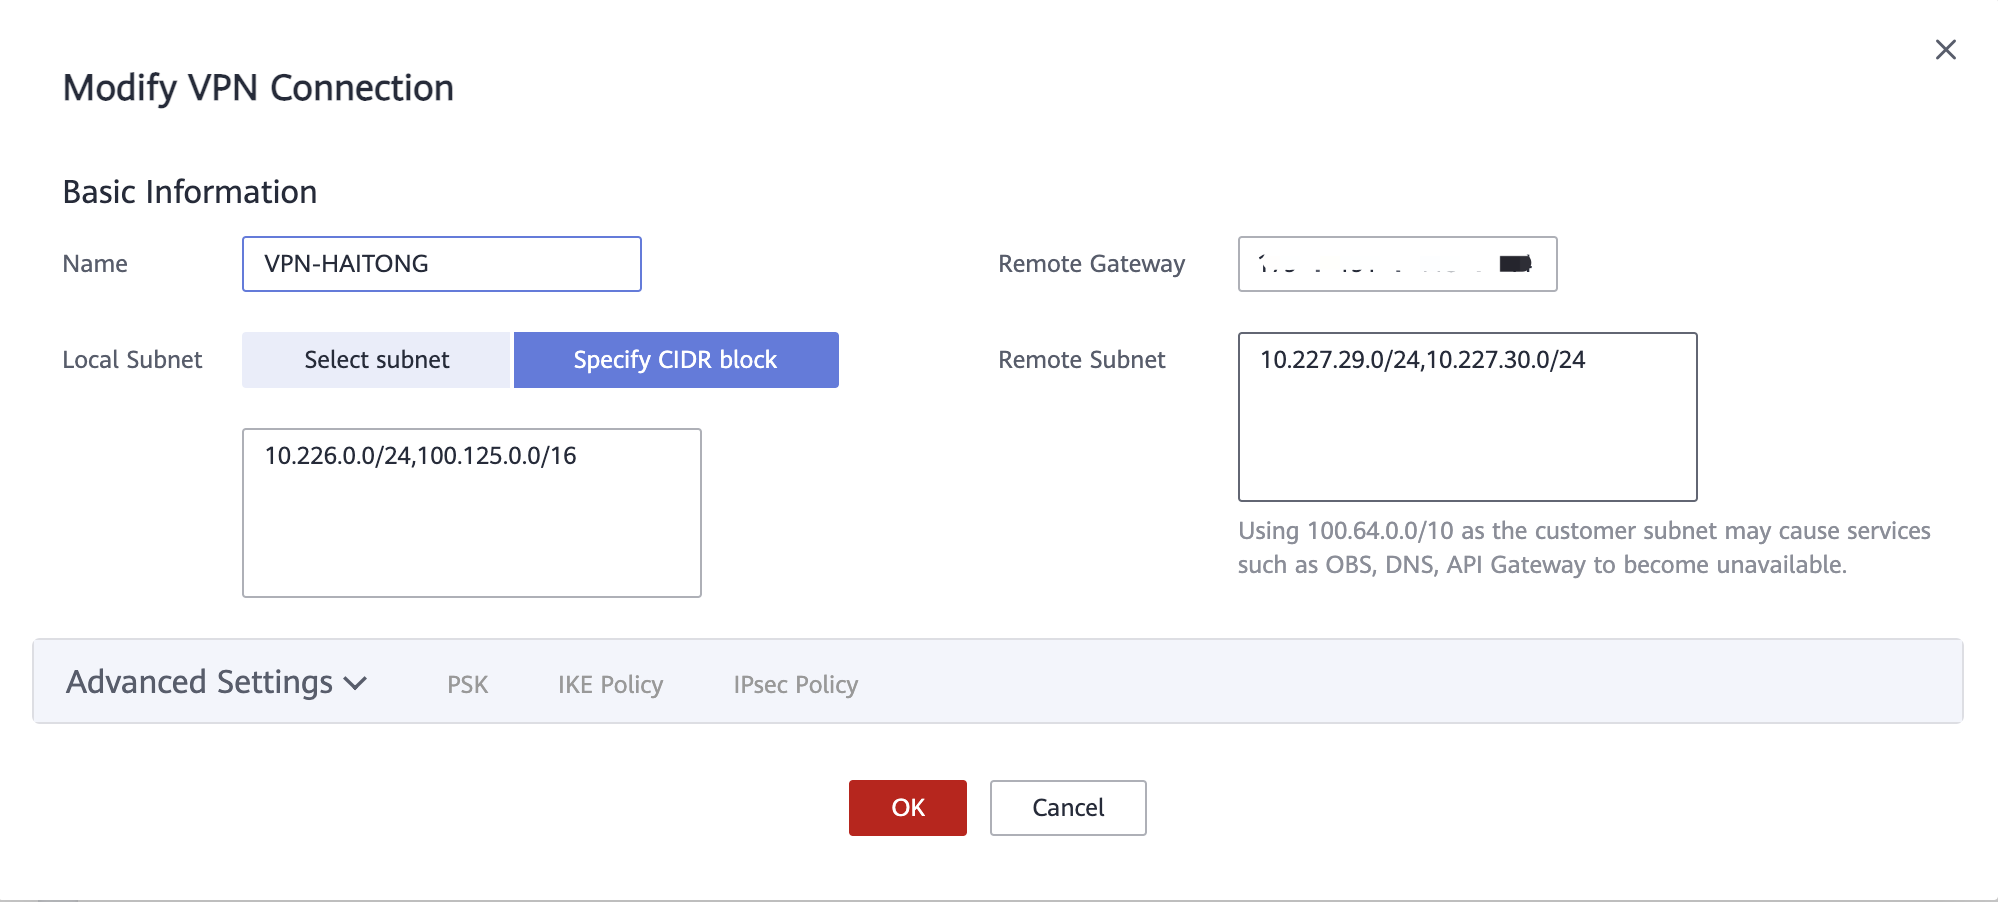 Modify VPN Connection
Basic Information
Name
VPN-HAITONG
Remote Gateway
Local Subnet
Select subnet
Specify CIDR block
Remote Subnet
10.227.29.0/24,10.227.30.0/24
10.226.0.0/24,100.125.0.0/16
Using 100.64.0.0/10 as the customer subnet may cause services
such as OBS, DNS, API Gateway to become unavailable.
Advanced Settings
PSK
IKE Policy
IPsec Policy
OK
Cancel